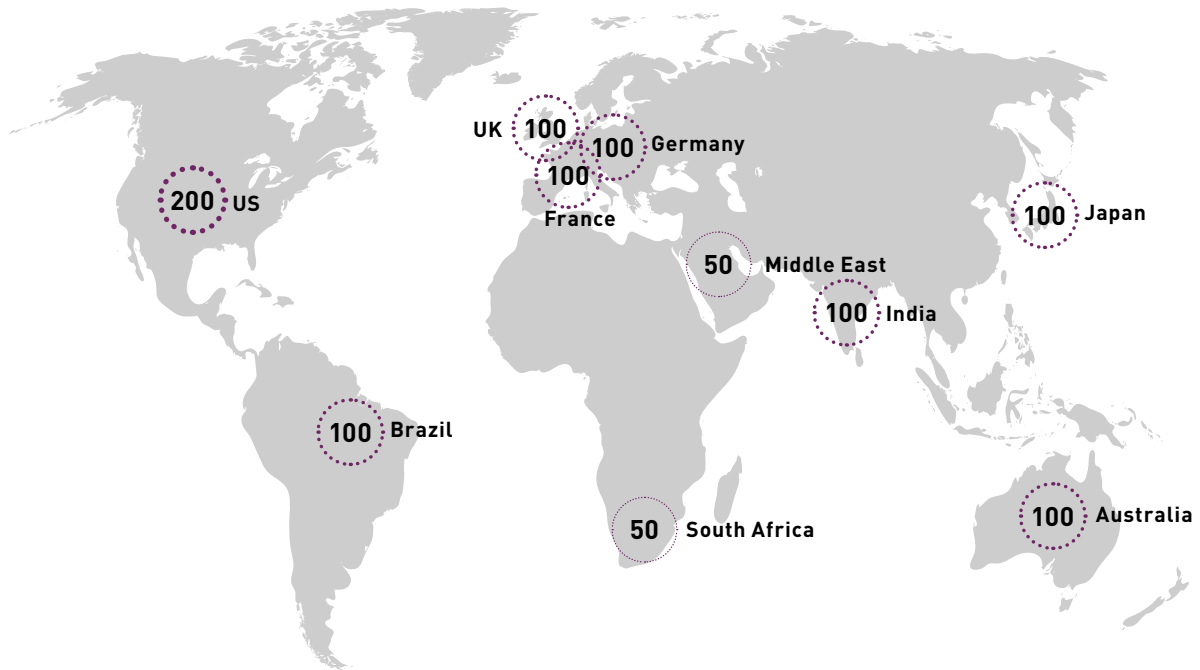 UK 100
100 Germany
100
France
200 US
100 Japan
50 Middle East
100 India
100 Brazil
50 South Africa
100 Australia